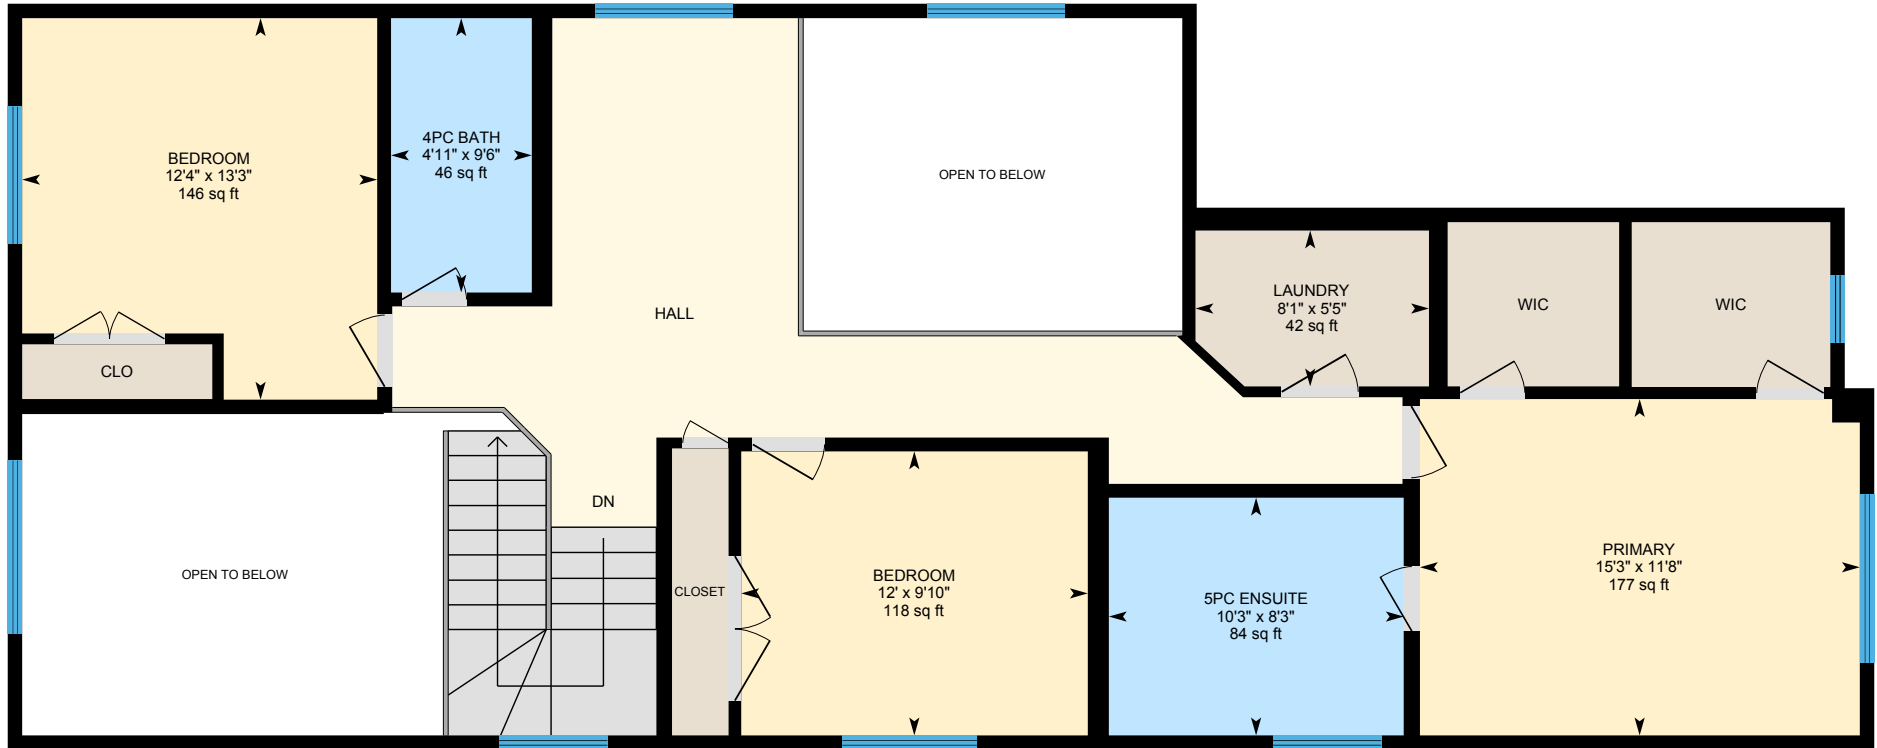 BEDROOM
12'4" x 13'3"
146 sq ft
4PC BATH
4'11" x 9'6"
46 sq ft
OPEN TO BELOW
HALL
LAUNDRY
8'1" x 5'5"
42 sq ft
WIC
WIC
CLO
DN
OPEN TO BELOW
CLOSET
BEDROOM
12' x 9'10"
118 sq ft
5PC ENSUITE
10'3" x 8'3"
84 sq ft
PRIMARY
15'3" x 11'8"
177 sq ft